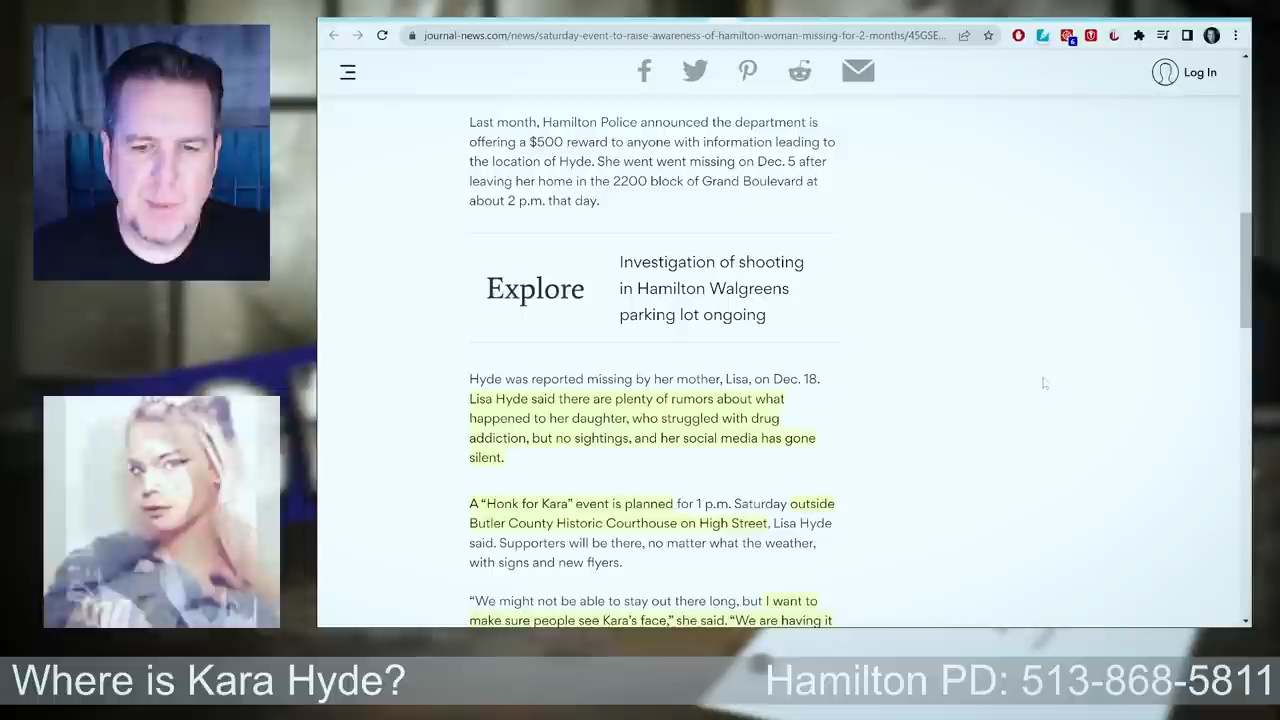 journal-news.com/news/saturday-event-to-raise-awareness-of-hamilton-woman-missing-for-2-months/45GSE...
6
Log In
Last month, Hamilton Police announced the department is
offering a $500 reward to anyone with information leading to
the location of Hyde. She went went missing on Dec. 5 after
leaving her home in the 2200 block of Grand Boulevard at
about 2 p.m. that day.
Explore
Investigation of shooting
in Hamilton Walgreens
parking lot ongoing
Hyde was reported missing by her mother, Lisa, on Dec. 18.
Lisa Hyde said there are plenty of rumors about what
happened to her daughter, who struggled with drug
addiction, but no sightings, and her social media has gone
silent.
A “Honk for Kara” event is planned for 1 p.m. Saturday outside
Butler County Historic Courthouse on High Street, Lisa Hyde
said. Supporters will be there, no matter what the weather,
with signs and new flyers.
“We might not be able to stay out there long, but I want to
make sure people see Kara’s face,” she said. “We are having it
Where is Kara Hyde?
Hamilton PD: 513-868-5811